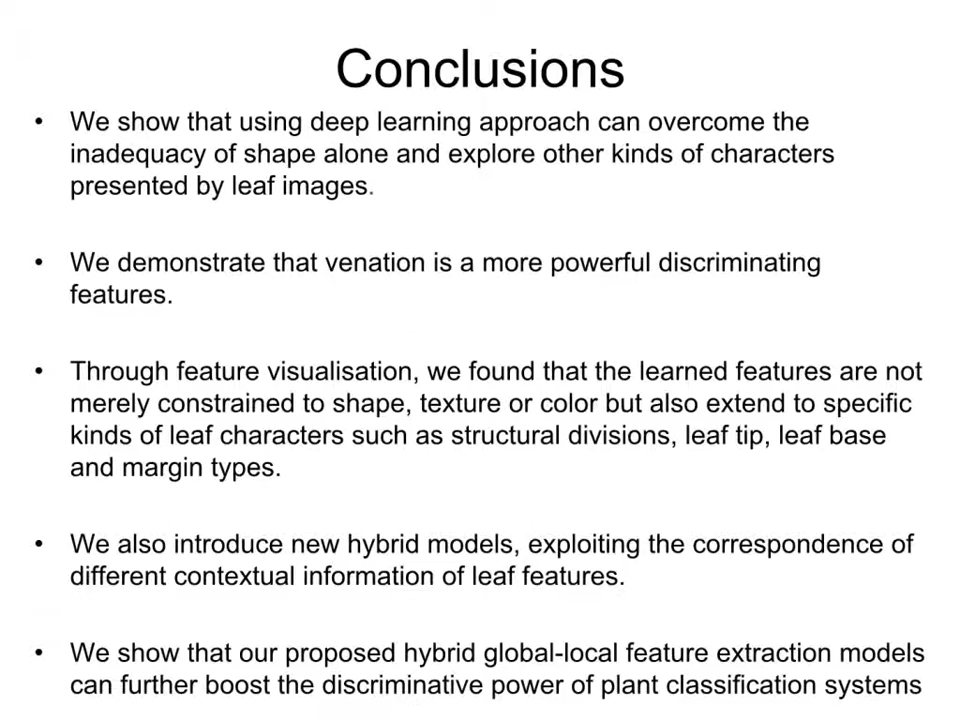 Conclusions
• We show that using deep learning approach can overcome the
inadequacy of shape alone and explore other kinds of characters
presented by leaf images.
• We demonstrate that venation is a more powerful discriminating
features.
• Through feature visualisation, we found that the learned features are not
merely constrained to shape, texture or color but also extend to specific
kinds of leaf characters such as structural divisions, leaf tip, leaf base
and margin types.
• We also introduce new hybrid models, exploiting the correspondence of
different contextual information of leaf features.
• We show that our proposed hybrid global-local feature extraction models
can further boost the discriminative power of plant classification systems